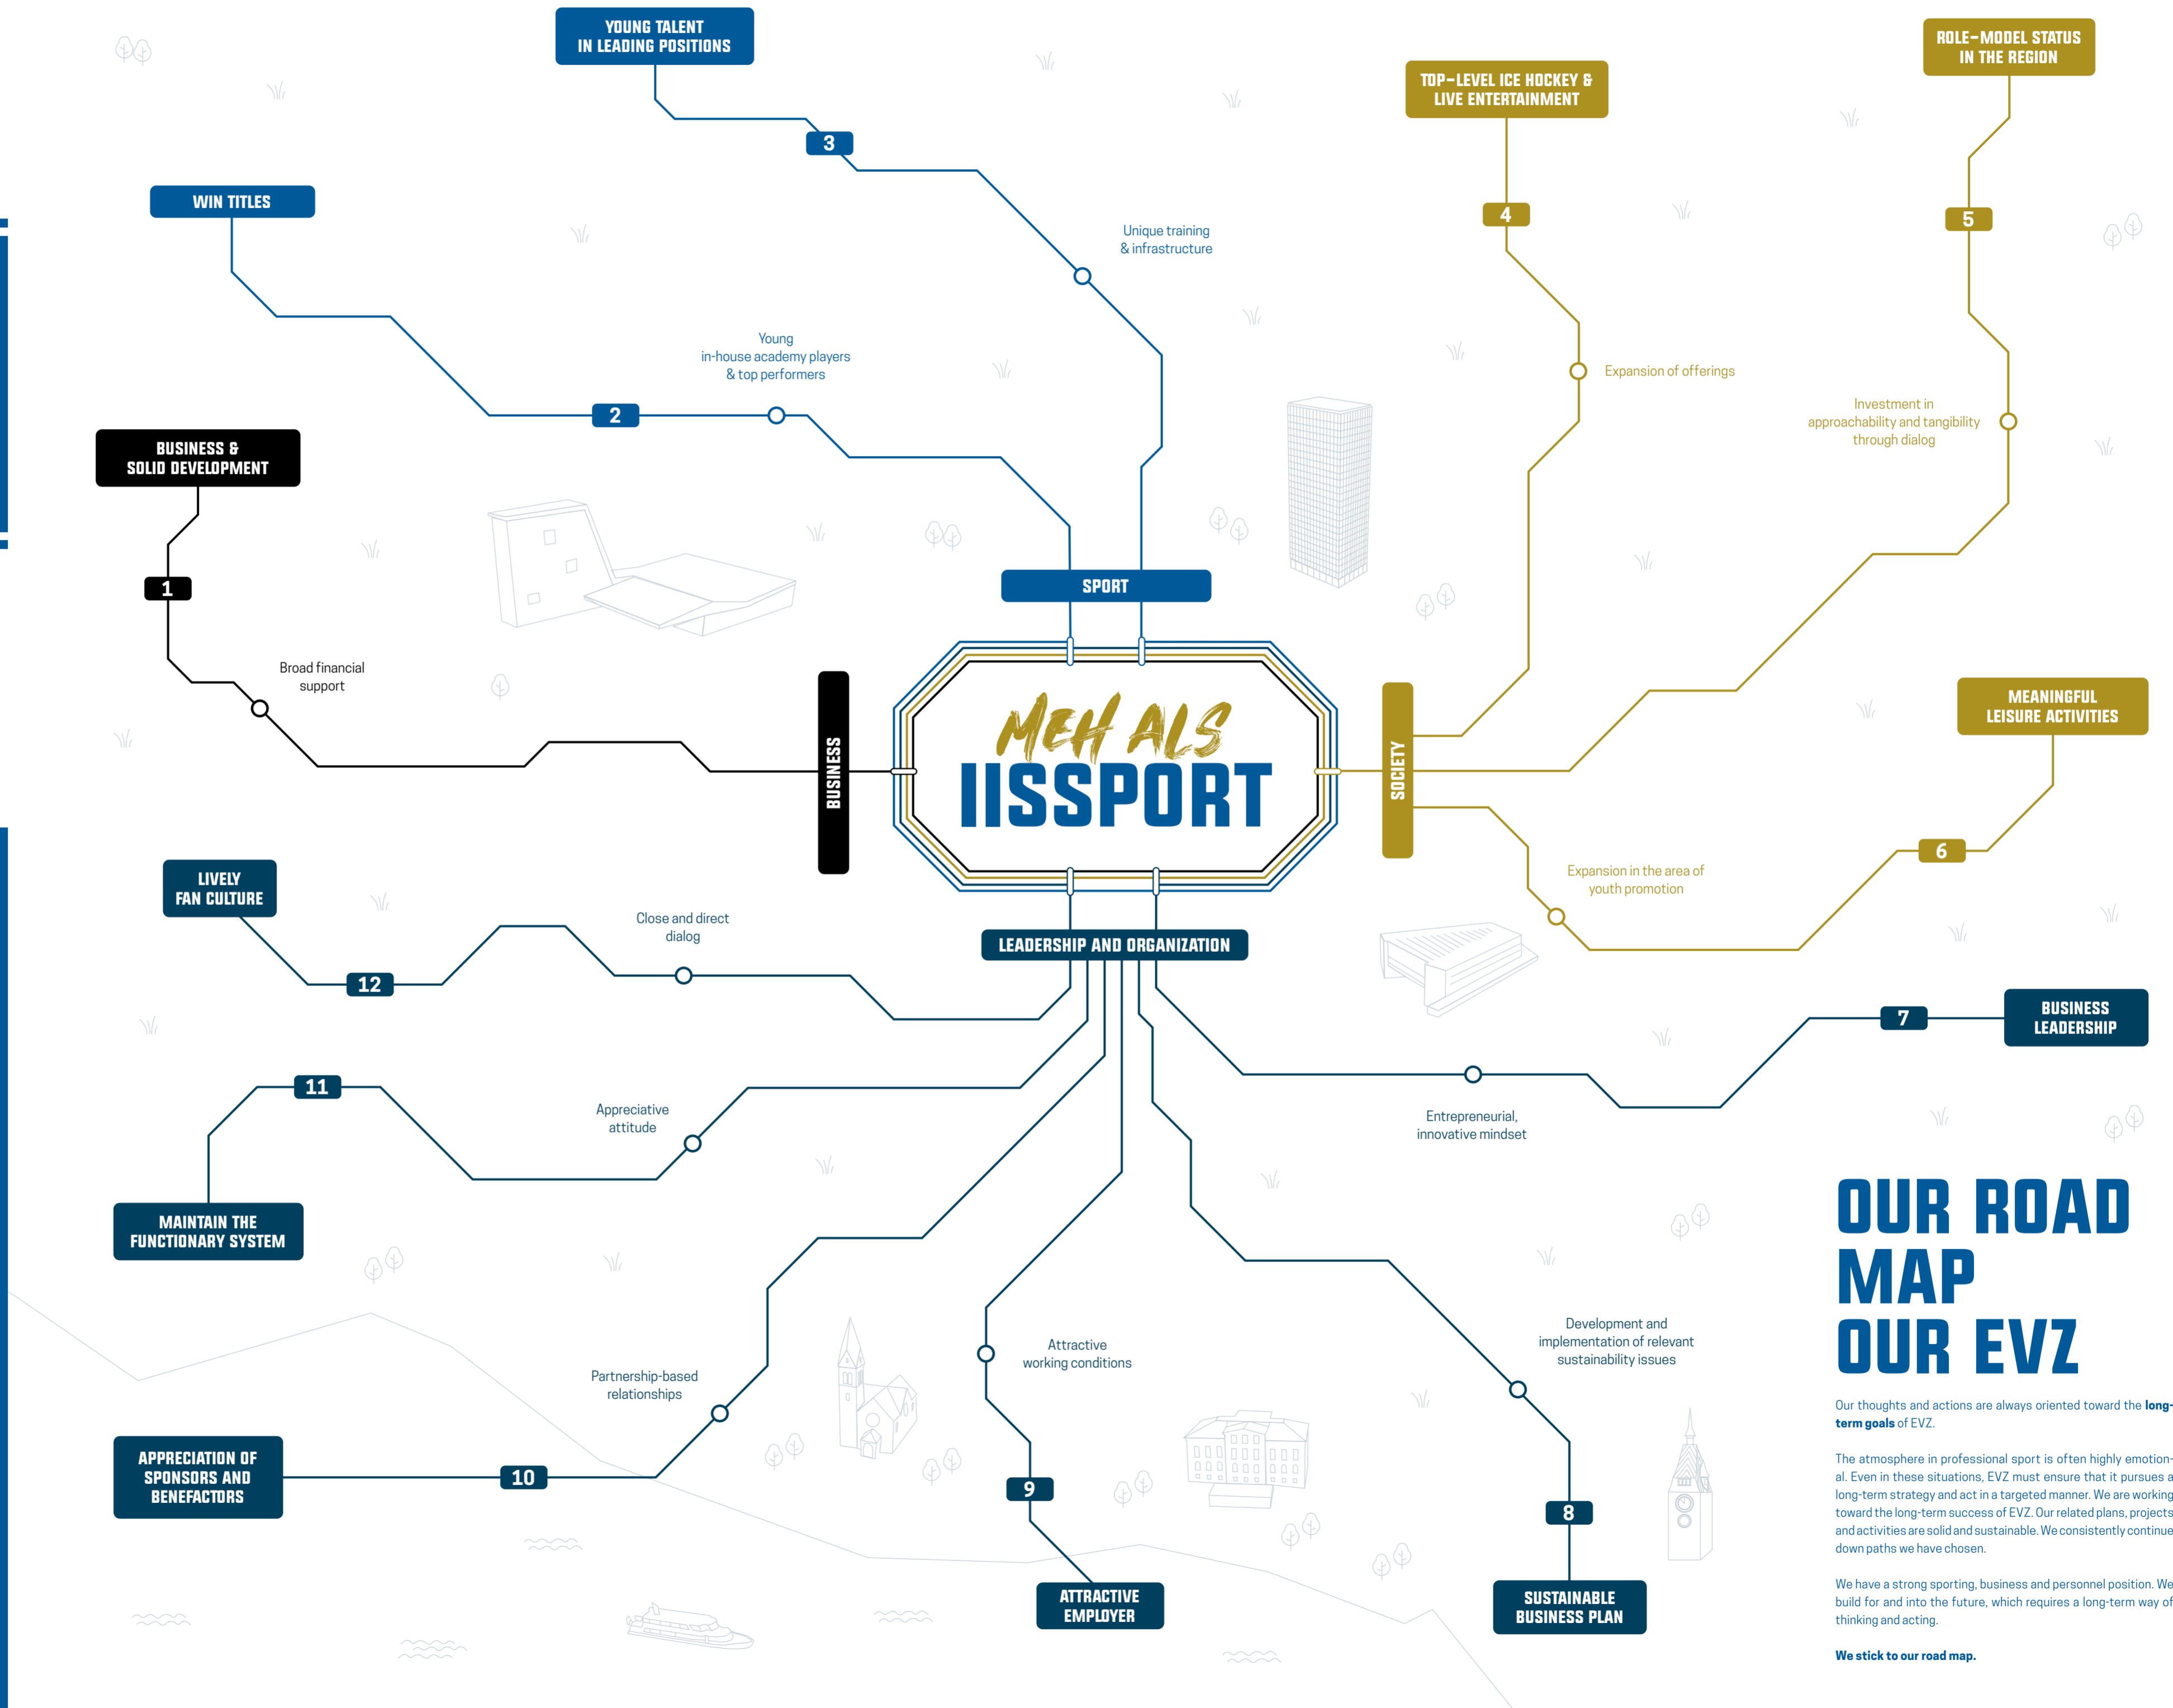 YOUNG TALENT
IN LEADING POSITIONS
3
Unique training
& infrastructure
WIN TITLES
2
Young
in-house academy players
& top performers
BUSINESS &
SOLID DEVELOPMENT
1
Broad financial
support
TOP-LEVEL ICE HOCKEY &
LIVE ENTERTAINMENT
4
Expansion of offerings
ROLE-MODEL STATUS
IN THE REGION
5
Investment in
approachability and tangibility
through dialog
SPORT
BUSINESS
MEH ALS
IISSPORT
SOCIETY
LEADERSHIP AND ORGANIZATION
MEANINGFUL
LEISURE ACTIVITIES
6
Expansion in the area of
youth promotion
LIVELY
FAN CULTURE
12
Close and direct
dialog
BUSINESS
LEADERSHIP
7
Entrepreneurial,
innovative mindset
11
Appreciative
attitude
MAINTAIN THE
FUNCTIONARY SYSTEM
Partnership-based
relationships
10
APPRECIATION OF
SPONSORS AND
BENEFACTORS
Attractive
working conditions
9
ATTRACTIVE
EMPLOYER
Development and
implementation of relevant
sustainability issues
8
SUSTAINABLE
BUSINESS PLAN
OUR ROAD
MAP
OUR EVZ
Our thoughts and actions are always oriented toward the long-
term goals of EVZ.
The atmosphere in professional sport is often highly emotion-
al. Even in these situations, EVZ must ensure that it pursues a
long-term strategy and act in a targeted manner. We are working
toward the long-term success of EVZ. Our related plans, projects
and activities are solid and sustainable. We consistently continue
down paths we have chosen.
We have a strong sporting, business and personnel position. We
build for and into the future, which requires a long-term way of
thinking and acting.
We stick to our road map.